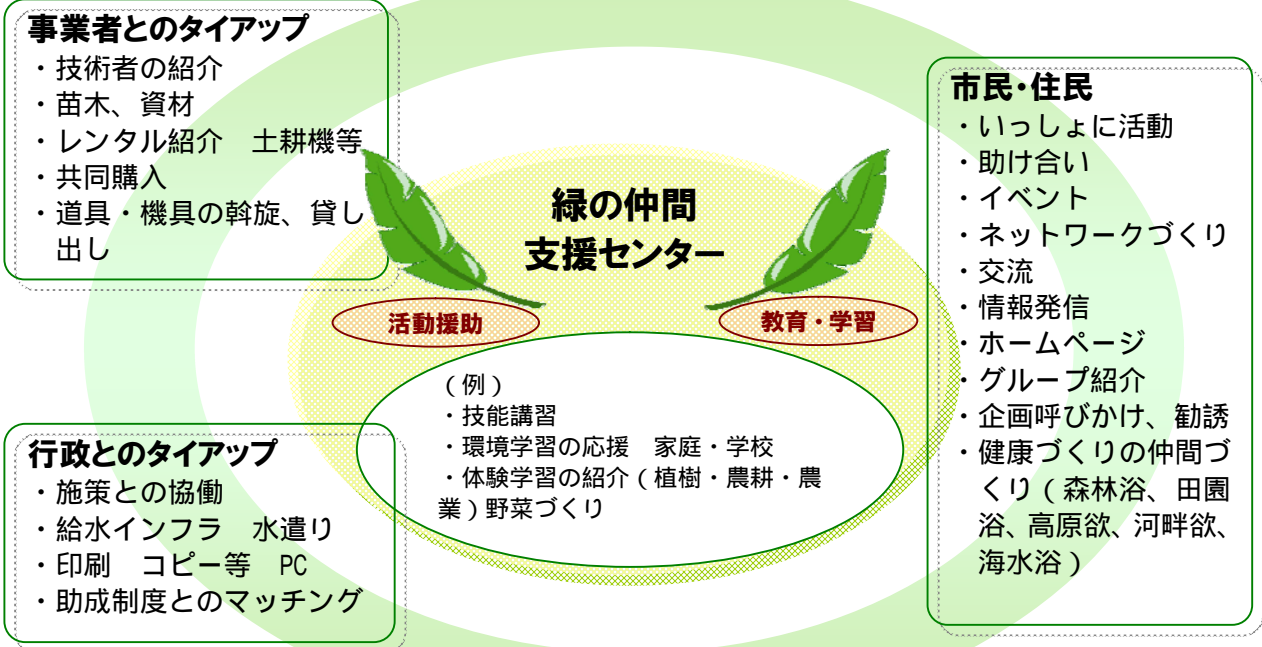 事業者とのタイアップ
・技術者の紹介
・苗木、資材
・レンタル紹介　土耕機等
・共同購入
・道具・機具の斡旋、貸し
出し
緑の仲間
支援センター
活動援助
教育・学習
（例）
・技能講習
・環境学習の応援　家庭・学校
・体験学習の紹介（植樹・農耕・農
業）野菜づくり
行政とのタイアップ
・施策との協働
・給水インフラ　水遣り
・印刷　コピー等　PC
・助成制度とのマッチング
市民・住民
・いっしょに活動
・助け合い
・イベント
・ネットワークづくり
・交流
・情報発信
・ホームページ
・グループ紹介
・企画呼びかけ、勧誘
・健康づくりの仲間づ
くり（森林浴、田園
浴、高原欲、河畔欲、
海水浴）